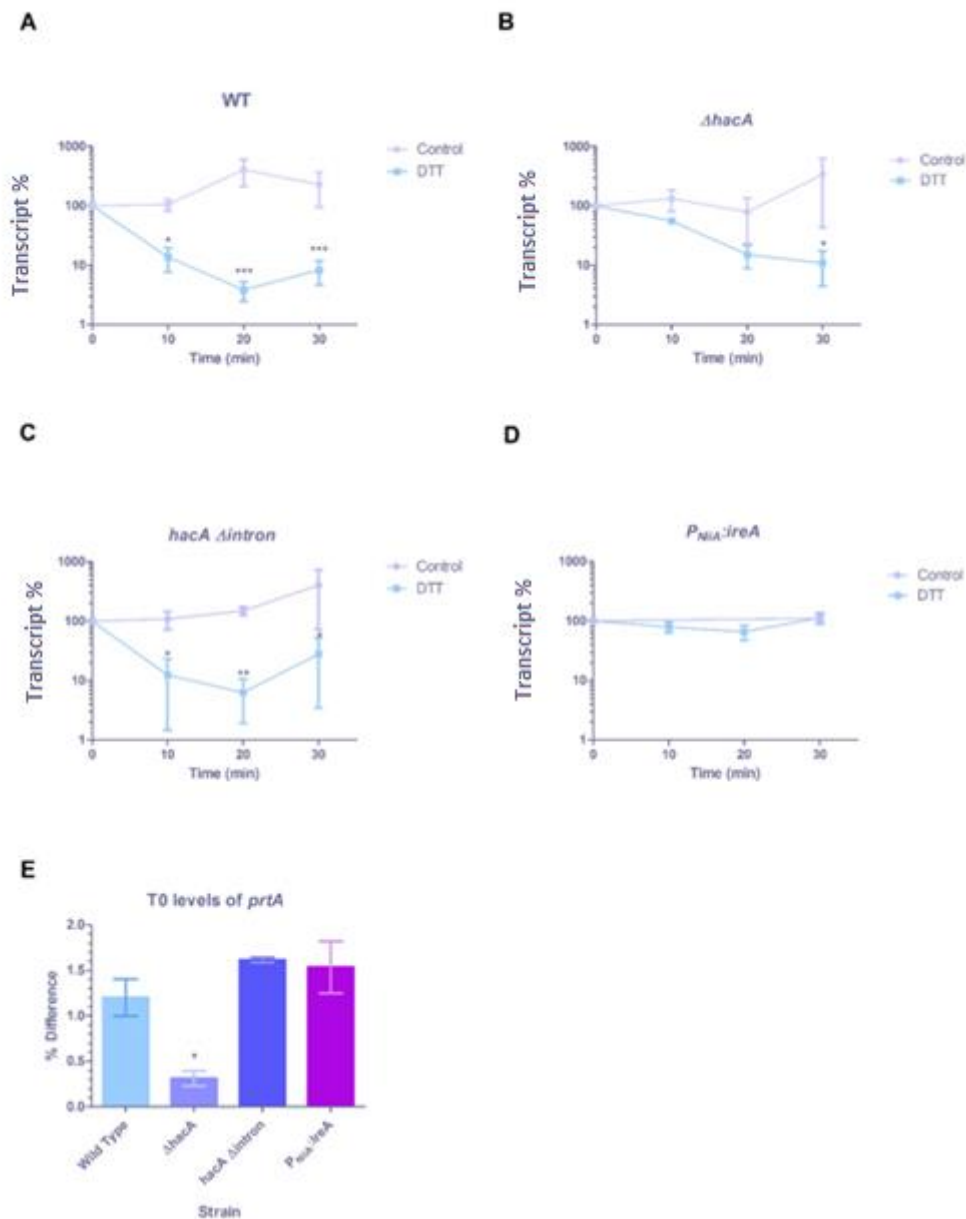 A
WT
Transcript %
1000
100
10
1
0
10
20
30
Time (min)
Control
DTT
*
***
***
B
ΔhacA
Transcript %
1000
100
10
1
0
10
20
30
Time (min)
Control
DTT
*
C
hacA Δintron
Transcript %
1000
100
10
1
0
10
20
30
Time (min)
Control
DTT
*
**
*
D
PNiiA:ireA
Transcript %
1000
100
10
1
0
10
20
30
Time (min)
Control
DTT
E
T0 levels of prtA
% Difference
2.0
1.5
1.0
0.5
0.0
*
Wild Type
ΔhacA
hacA Δintron
PNiiA:ireA
Strain